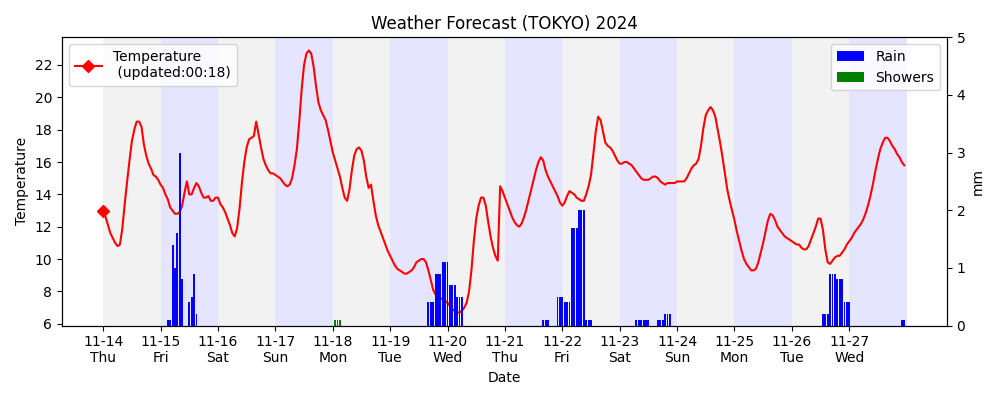 Weather Forecast (TOKYO) 2024
Temperature
(updated:00:18)
Rain
Showers
Temperature
22
20
18
16
14
12
10
8
6
5
4
3
2
1
0
mm
11-14 11-15 11-16 11-17 11-18 11-19 11-20 11-21 11-22 11-23 11-24 11-25 11-26 11-27
Thu Fri Sat Sun Mon Tue Wed Thu Fri Sat Sun Mon Tue Wed
Date